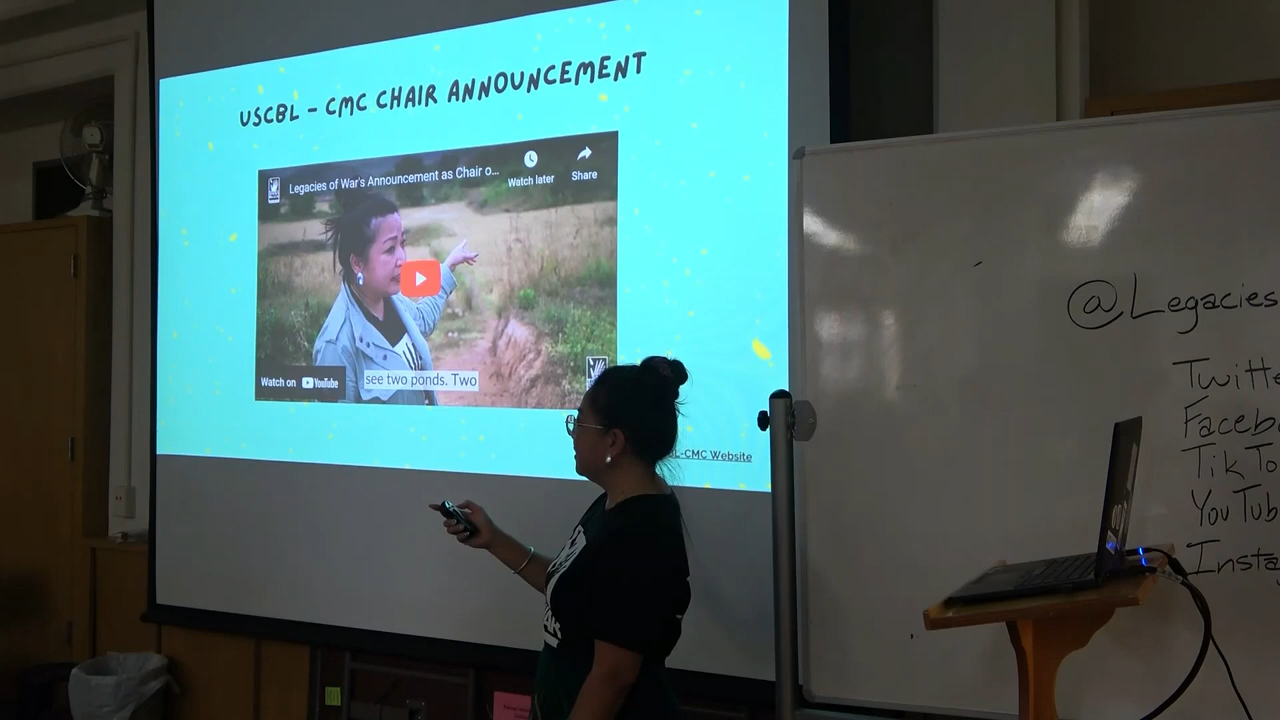 USCBL – CMC CHAIR ANNOUNCEMENT
Legacies of War's Announcement as Chair o...
Watch later
Share
Watch on YouTube
see two ponds. Two
L-CMC Website
@Legacies
Twitte
Faceb
TikTo
YouTub
Insta